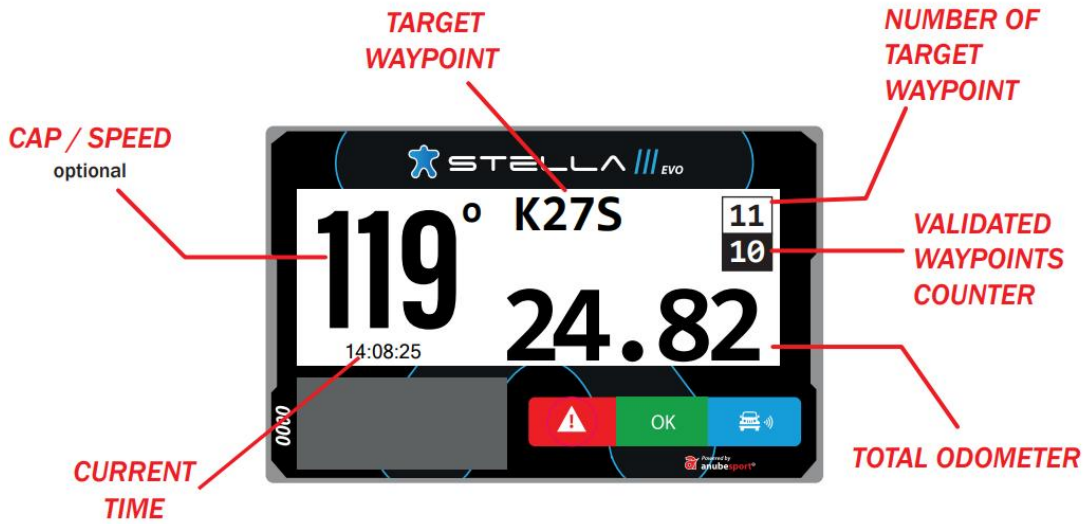 TARGET
WAYPOINT
NUMBER OF
TARGET
WAYPOINT
CAP / SPEED
optional
STELLA III EVO
119° K27S
11
10
VALIDATED
WAYPOINTS
COUNTER
24.82
14:08:25
0000
OK
Powered by
anubesport®
CURRENT
TIME
TOTAL ODOMETER